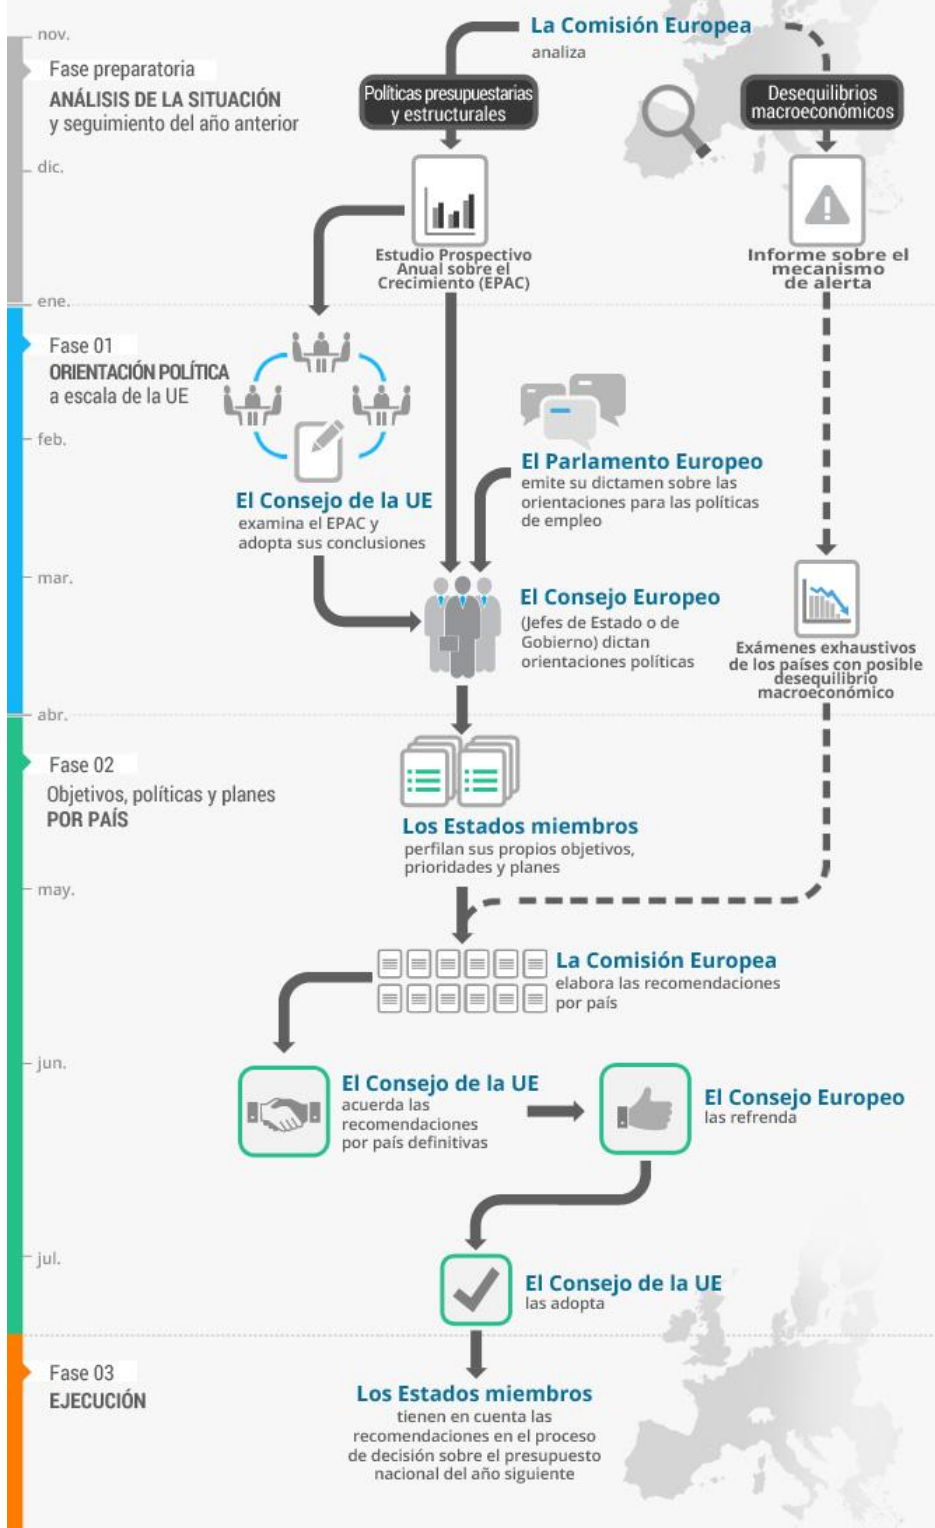 La Comisión Europea
analiza
nov.
Fase preparatoria
ANÁLISIS DE LA SITUACIÓN
y seguimiento del año anterior
Políticas presupuestarias
y estructurales
Desequilibrios
macroeconómicos
dic.
Estudio Prospectivo
Anual sobre el
Crecimiento (EPAC)
Informe sobre el
mecanismo
de alerta
ene.
Fase 01
ORIENTACIÓN POLÍTICA
a escala de la UE
feb.
El Consejo de la UE
examina el EPAC y
adopta sus conclusiones
El Parlamento Europeo
emite su dictamen sobre las
orientaciones para las políticas
de empleo
mar.
El Consejo Europeo
(Jefes de Estado o de
Gobierno) dictan
orientaciones políticas
Exámenes exhaustivos
de los países con posible
desequilibrio
macroeconómico
abr.
Fase 02
Objetivos, políticas y planes
POR PAÍS
Los Estados miembros
perfilan sus propios objetivos,
prioridades y planes
may.
La Comisión Europea
elabora las recomendaciones
por país
jun.
El Consejo de la UE
acuerda las
recomendaciones
por país definitivas
El Consejo Europeo
las refrenda
jul.
El Consejo de la UE
las adopta
Fase 03
EJECUCIÓN
Los Estados miembros
tienen en cuenta las
recomendaciones en el proceso
de decisión sobre el presupuesto
nacional del año siguiente